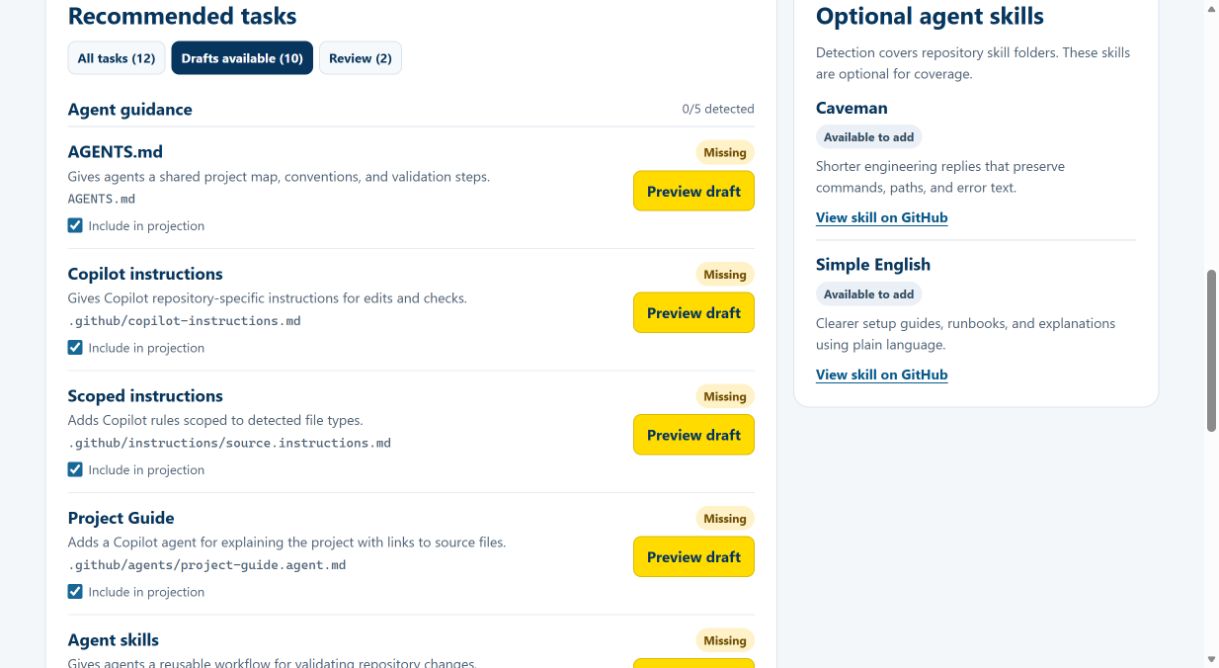 Recommended tasks
All tasks (12)
Drafts available (10)
Review (2)
Agent guidance
0/5 detected
AGENTS.md
Missing
Gives agents a shared project map, conventions, and validation steps.
Preview draft
AGENTS.md
Include in projection
Copilot instructions
Missing
Gives Copilot repository-specific instructions for edits and checks.
Preview draft
.github/copilot-instructions.md
Include in projection
Scoped instructions
Missing
Adds Copilot rules scoped to detected file types.
Preview draft
.github/instructions/source.instructions.md
Include in projection
Project Guide
Missing
Adds a Copilot agent for explaining the project with links to source files.
Preview draft
.github/agents/project-guide.agent.md
Include in projection
Agent skills
Missing
Gives agents a reusable workflow for validating repository changes.
Optional agent skills
Detection covers repository skill folders. These skills
are optional for coverage.
Caveman
Available to add
Shorter engineering replies that preserve
commands, paths, and error text.
View skill on GitHub
Simple English
Available to add
Clearer setup guides, runbooks, and explanations
using plain language.
View skill on GitHub